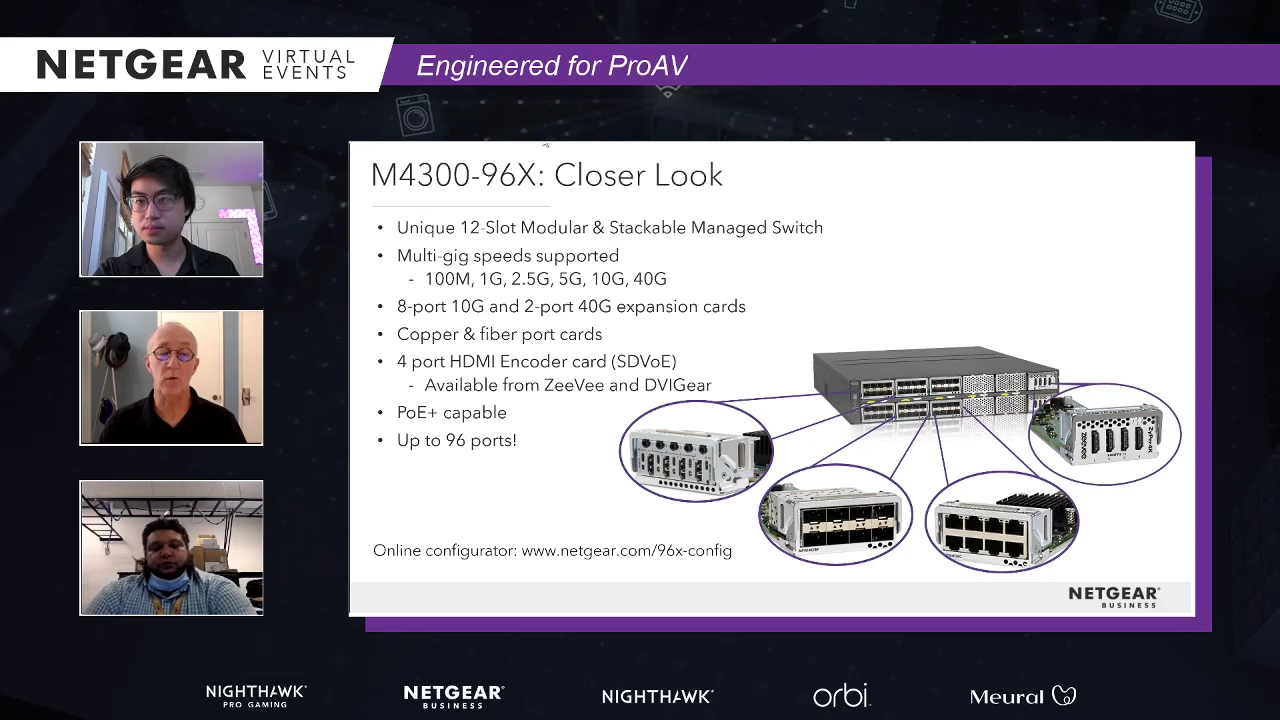 NETGEAR VIRTUAL EVENTS
Engineered for ProAV
M4300-96X: Closer Look
• Unique 12-Slot Modular & Stackable Managed Switch
• Multi-gig speeds supported
- 100M, 1G, 2.5G, 5G, 10G, 40G
• 8-port 10G and 2-port 40G expansion cards
• Copper & fiber port cards
• 4 port HDMI Encoder card (SDVoE)
- Available from ZeeVee and DVIGear
• PoE+ capable
• Up to 96 ports!
Online configurator: www.netgear.com/96x-config
NETGEAR®
BUSINESS
NIGHTHAWK®
PRO GAMING
NETGEAR®
BUSINESS
NIGHTHAWK®
orbi™
Meural